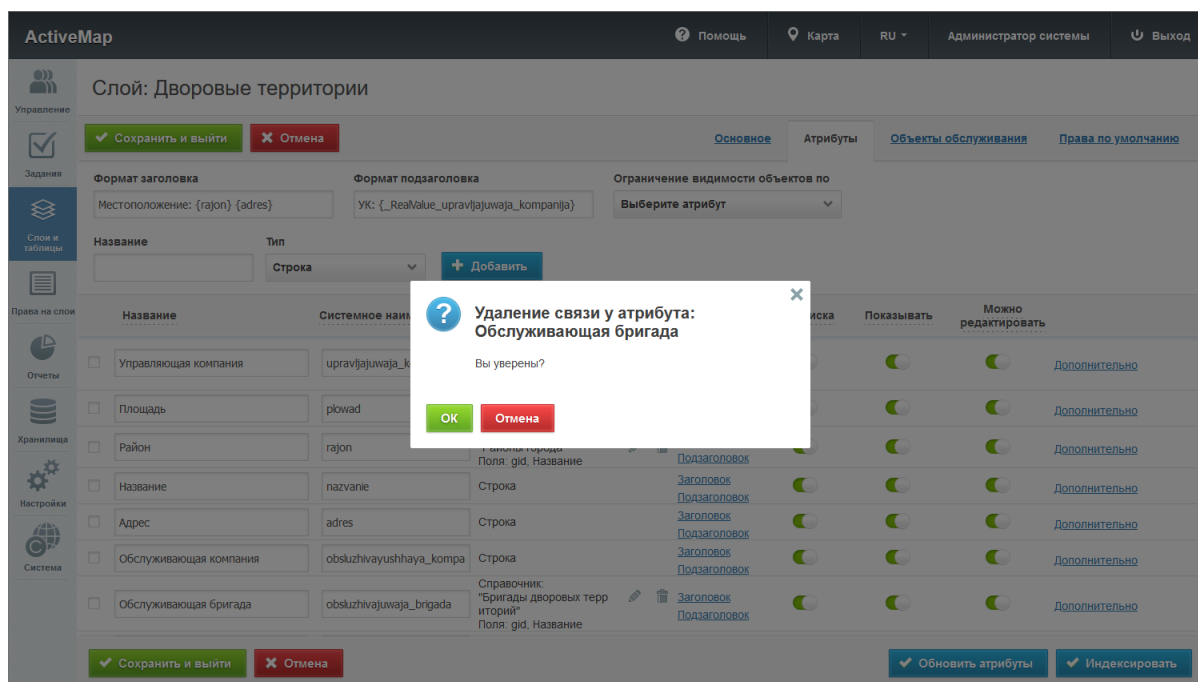 ActiveMap
Помощь
Карта
RU
Администратор системы
Выход
Управление
Задания
Слои и таблицы
Права на слои
Отчеты
Хранилища
Настройки
Система
Слой: Дворовые территории
Сохранить и выйти
Отмена
Основное
Атрибуты
Объекты обслуживания
Права по умолчанию
Формат заголовка
Формат подзаголовка
Ограничение видимости объектов по
Местоположение: {rajon} {adres}
УК: {_RealValue_upravljajuwaja_kompanija}
Выберите атрибут
Название
Тип
Строка
Добавить
Название
Показывать
Можно
редактировать
Удаление связи у атрибута:
Обслуживающая бригада
Вы уверены?
ОК
Отмена
Управляющая компания
Дополнительно
Площадь
plowad
Дополнительно
Район
rajon
"Районы города"
Поля: gid, Название
Подзаголовок
Дополнительно
Название
nazvanie
Строка
Заголовок
Подзаголовок
Дополнительно
Адрес
adres
Строка
Заголовок
Подзаголовок
Дополнительно
Обслуживающая компания
obsluzhivayushhaya_kompa
Строка
Заголовок
Подзаголовок
Дополнительно
Обслуживающая бригада
obsluzhivajuwaja_brigada
Справочник:
"Бригады дворовых терр
иторий"
Поля: gid, Название
Заголовок
Подзаголовок
Дополнительно
Сохранить и выйти
Отмена
Обновить атрибуты
Индексировать